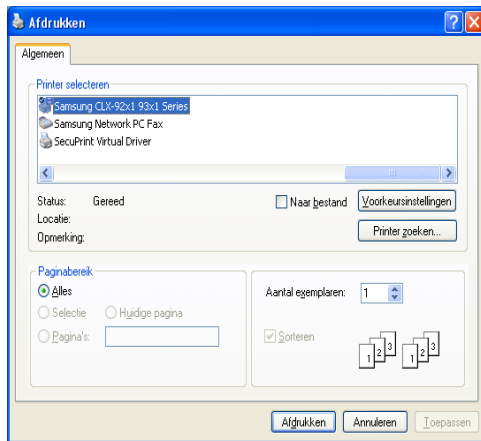 Afdrukken
Algemeen
Printer selecteren
Samsung CLX-92x1 93x1 Series
Samsung Network PC Fax
SecuPrint Virtual Driver
Status: Gereed
Naar bestand
Voorkeursinstellingen
Locatie:
Opmerking:
Printer zoeken...
Paginabereik
Alles
Selectie
Huidige pagina
Pagina's:
Aantal exemplaren: 1
Sorteren
1 2 3 1 2 3
Afdrukken
Annuleren
Toepassen